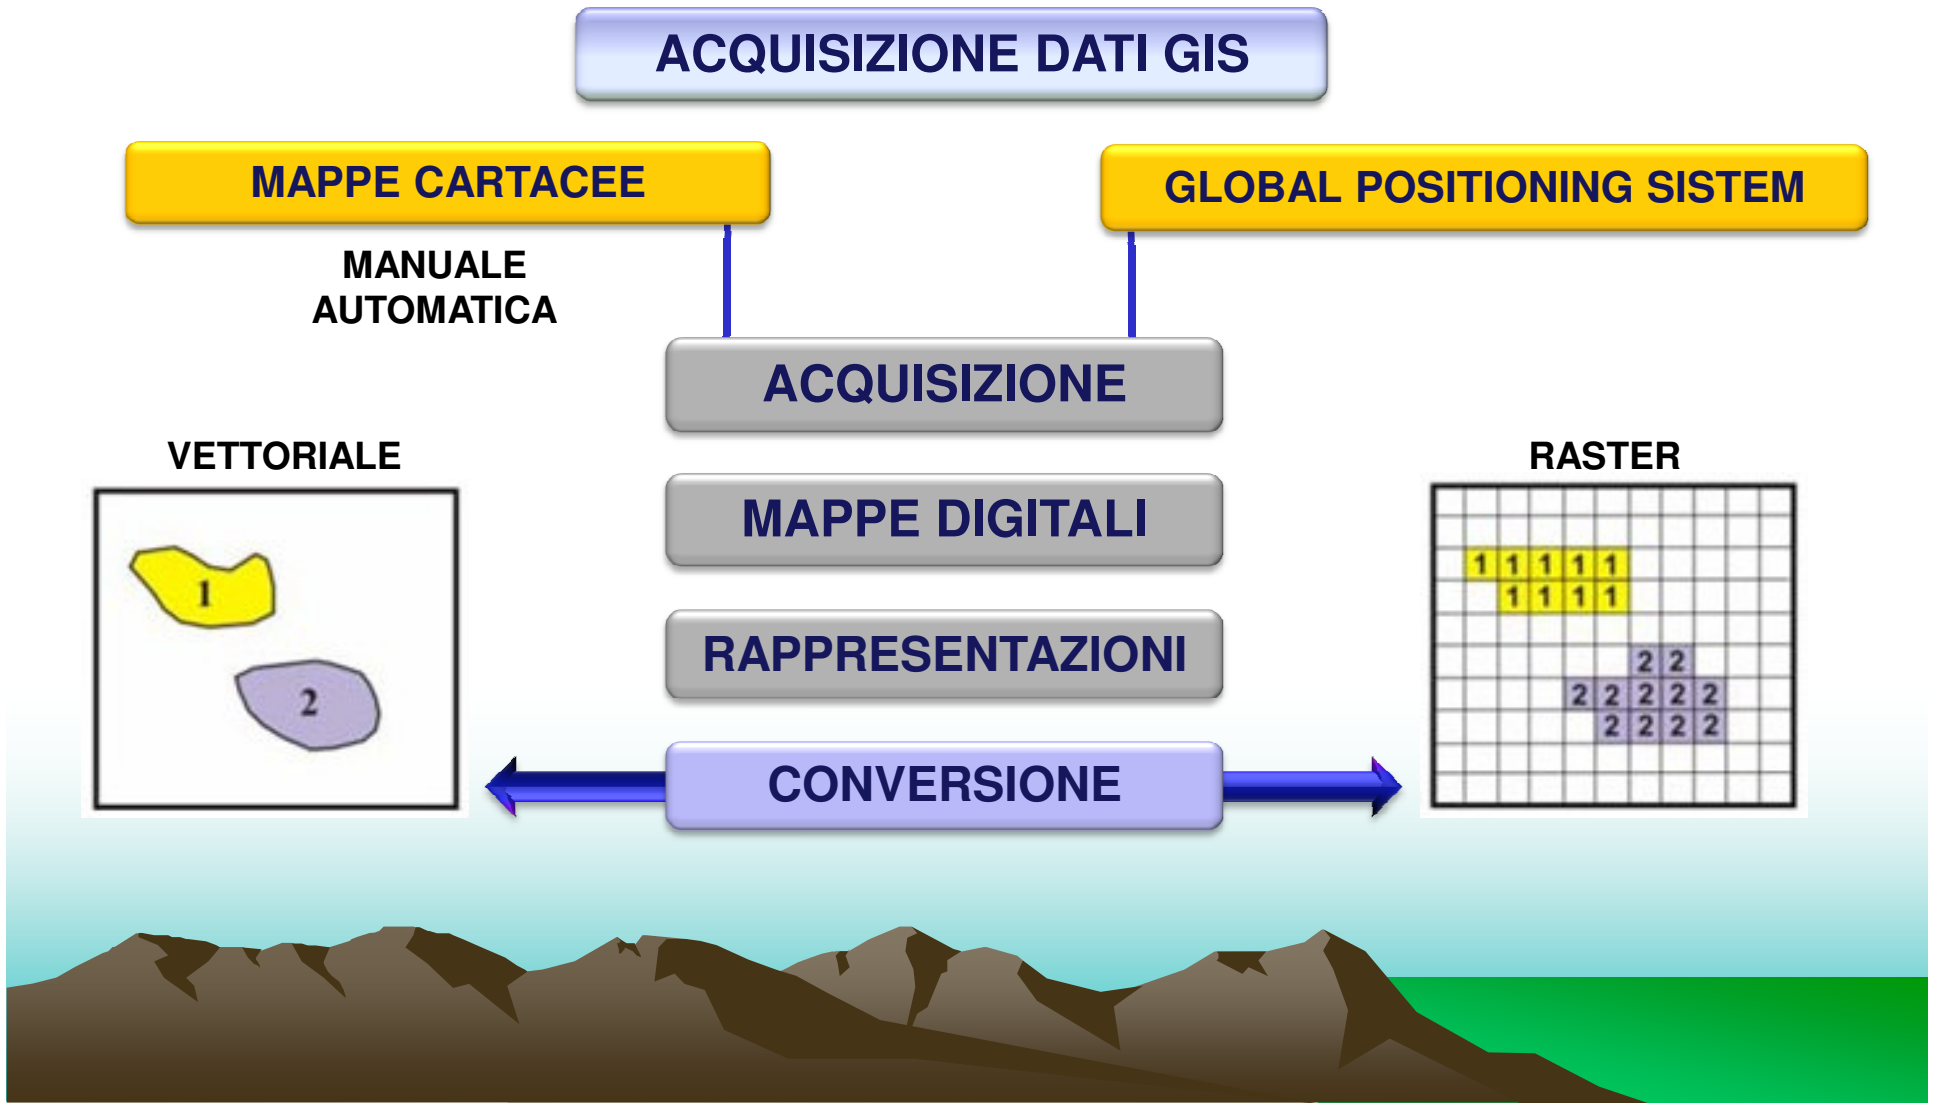 ACQUISIZIONE DATI GIS
MAPPE CARTACEE
GLOBAL POSITIONING SISTEM
MANUALE
AUTOMATICA
ACQUISIZIONE
VETTORIALE
RASTER
MAPPE DIGITALI
1
2
1 1 1 1 1
1 1 1 1
2 2
2 2 2 2 2
2 2 2 2
RAPPRESENTAZIONI
CONVERSIONE